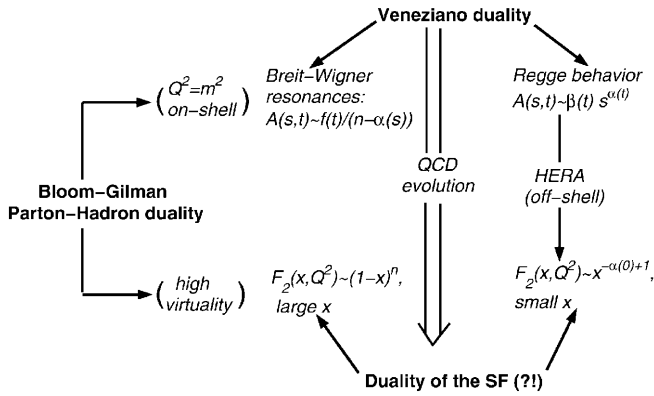 Veneziano duality
(Q²=m²
on−shell)
Breit−Wigner
resonances:
A(s,t)~f(t)/(n−α(s))
Regge behavior
A(s,t)~β(t) s^α(t)
QCD
evolution
HERA
(off−shell)
Bloom−Gilman
Parton−Hadron duality
(high
virtuality)
F₂(x,Q²)~(1−x)ⁿ,
large x
F₂(x,Q²)~x^−α(0)+1,
small x
Duality of the SF (?!)